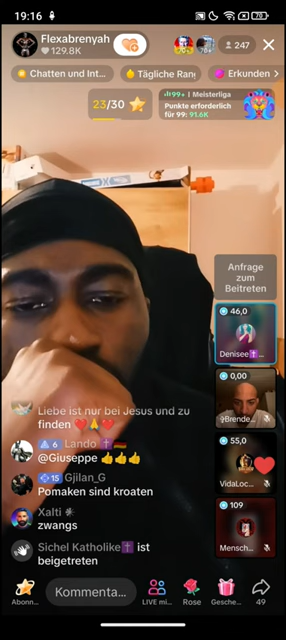 19:16
70
Flexabrenyah
129.8K
247
Chatten und Int...
Tägliche Ran
Erkunden
23/30
99+ | Meisterliga
Punkte erforderlich
für 99: 91.6K
Anfrage
zum
Beitreten
46,0
Denisee✝️...
0,00
?Brende...
55,0
VidaLoc...
109
Mensch...
Liebe ist nur bei Jesus und zu
finden ❤️🙏❤️
6 Lando ✝️🇩🇪
@Giuseppe 👍👍👍
15 Gjilan_G
Pomaken sind kroaten
Xalti
zwangs
Sichel Katholike✝️ ist
beigetreten
Kommenta...
Abonn...
LIVE mi...
Rose
Gesche...
49